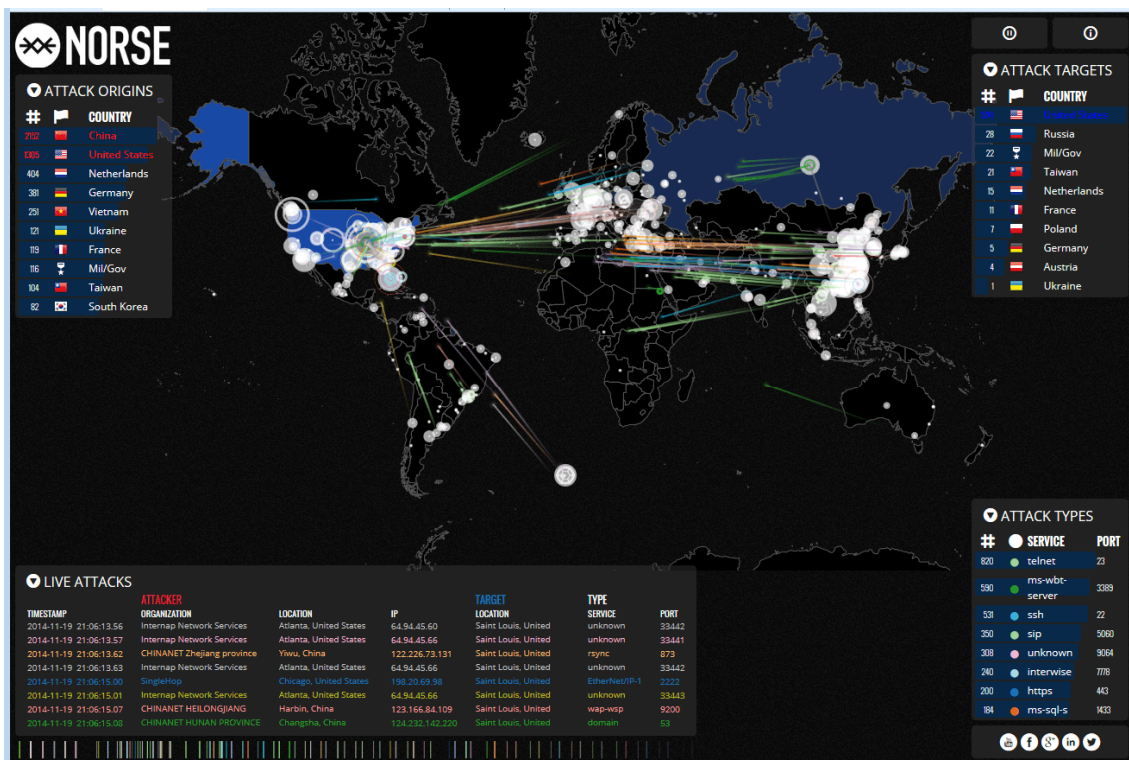 NORSE
ATTACK ORIGINS
# COUNTRY
2152 China
1305 United States
404 Netherlands
381 Germany
251 Vietnam
121 Ukraine
119 France
116 Mil/Gov
104 Taiwan
82 South Korea
ATTACK TARGETS
# COUNTRY
United States
28 Russia
22 Mil/Gov
21 Taiwan
15 Netherlands
11 France
7 Poland
5 Germany
4 Austria
1 Ukraine
ATTACK TYPES
# SERVICE PORT
820 telnet 23
590 ms-wbt-server 3389
531 ssh 22
350 sip 5060
308 unknown 9064
240 interwise 7778
200 https 443
184 ms-sql-s 1433
LIVE ATTACKS
ATTACKER TARGET TYPE
TIMESTAMP ORGANIZATION LOCATION IP LOCATION SERVICE PORT
2014-11-19 21:06:13.56 Internap Network Services Atlanta, United States 64.94.45.60 Saint Louis, United unknown 33442
2014-11-19 21:06:13.57 Internap Network Services Atlanta, United States 64.94.45.66 Saint Louis, United unknown 33441
2014-11-19 21:06:13.62 CHINANET Zhejiang province Yiwu, China 122.226.73.131 Saint Louis, United rsync 873
2014-11-19 21:06:13.63 Internap Network Services Atlanta, United States 64.94.45.66 Saint Louis, United unknown 33442
2014-11-19 21:06:15.00 SingleHop Chicago, United States 198.20.69.98 Saint Louis, United EtherNet/IP-1 2222
2014-11-19 21:06:15.01 Internap Network Services Atlanta, United States 64.94.45.66 Saint Louis, United unknown 33443
2014-11-19 21:06:15.07 CHINANET HEILONGJIANG Harbin, China 123.166.84.109 Saint Louis, United wap-wsp 9200
2014-11-19 21:06:15.08 CHINANET HUNAN PROVINCE Changsha, China 124.232.142.220 Saint Louis, United domain 53